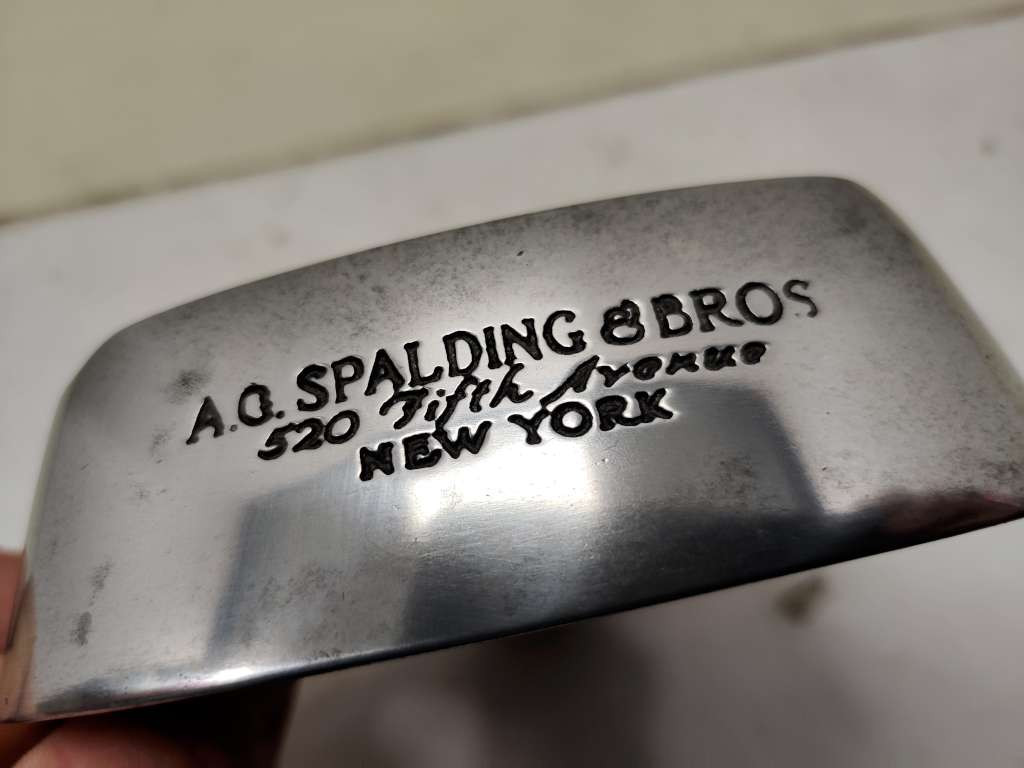 A.G. SPALDING & BROS
520 Fifth Avenue
NEW YORK